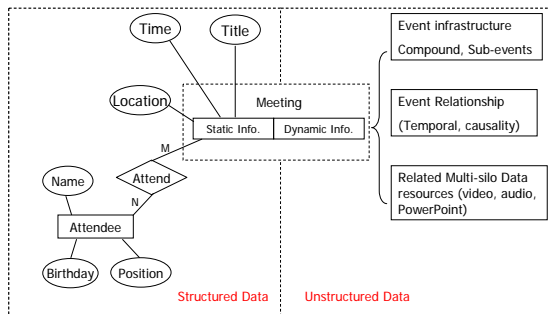 Time
Title
Event infrastructure
Compound, Sub-events
Location
Meeting
Static Info.
Dynamic Info.
Event Relationship
(Temporal, causality)
M
Attend
N
Related Multi-silo Data
resources (video, audio,
PowerPoint)
Name
Attendee
Birthday
Position
Structured Data
Unstructured Data